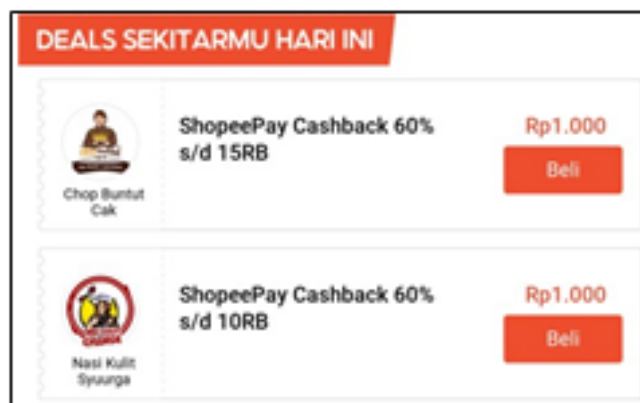 DEALS SEKITARMU HARI INI
ShopeePay Cashback 60%
s/d 15RB
Rp1.000
Beli
Chop Buntut
Cak
ShopeePay Cashback 60%
s/d 10RB
Rp1.000
Beli
Nasi Kulit
Syuurga